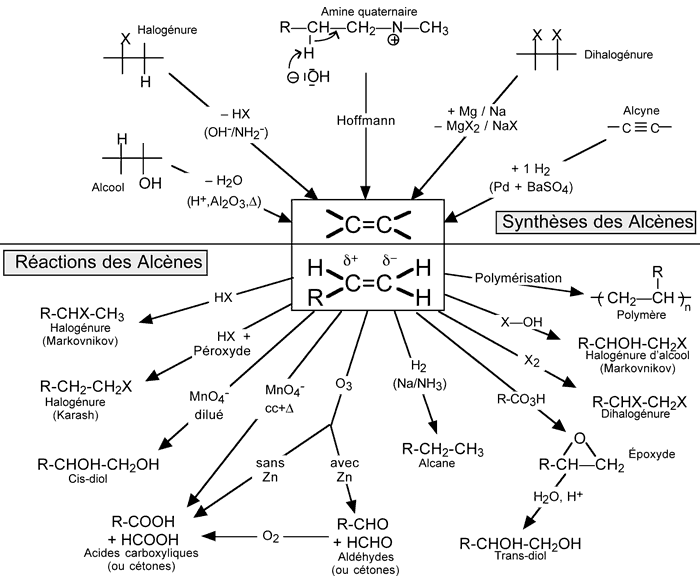 Amine quaternaire
R—CH—CH₂—N—CH₃
⊕
H
⊖ IO̅H
Halogénure
X
H
– HX
(OH⁻/NH₂⁻)
Hoffmann
X X
Dihalogénure
+ Mg / Na
– MgX₂ / NaX
Alcyne
– C≡C –
+ 1 H₂
(Pd + BaSO₄)
H
OH
Alcool
– H₂O
(H⁺,Al₂O₃,Δ)
C=C
Synthèses des Alcènes
Réactions des Alcènes
δ⁺ δ⁻
H H
C=C
R H
HX
R-CHX-CH₃
Halogénure
(Markovnikov)
HX +
Péroxyde
R-CH₂-CH₂X
Halogénure
(Karash)
MnO₄⁻
dilué
R-CHOH-CH₂OH
Cis-diol
MnO₄⁻
cc+Δ
O₃
sans
Zn
avec
Zn
R-COOH
+ HCOOH
Acides carboxyliques
(ou cétones)
O₂
R-CHO
+ HCHO
Aldéhydes
(ou cétones)
H₂
(Na/NH₃)
R-CH₂-CH₃
Alcane
Polymérisation
R
(CH₂—CH)n
Polymère
X—OH
R-CHOH-CH₂X
Halogénure d'alcool
(Markovnikov)
X₂
R-CHX-CH₂X
Dihalogénure
R-CO₃H
O
R-CH—CH₂
Époxyde
H₂O, H⁺
R-CHOH-CH₂OH
Trans-diol